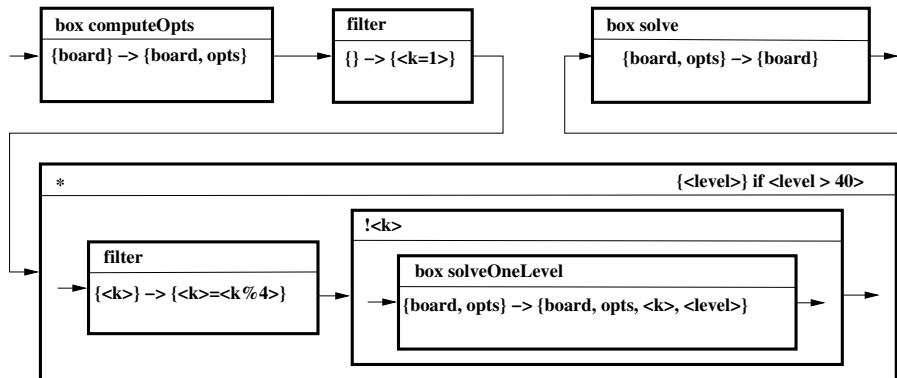 box computeOpts
{board} -> {board, opts}
filter
{} -> {<k=1>}
box solve
{board, opts} -> {board}
*
{<level>} if <level > 40>
!<k>
filter
{<k>} -> {<k>=<k%4>}
box solveOneLevel
{board, opts} -> {board, opts, <k>, <level>}